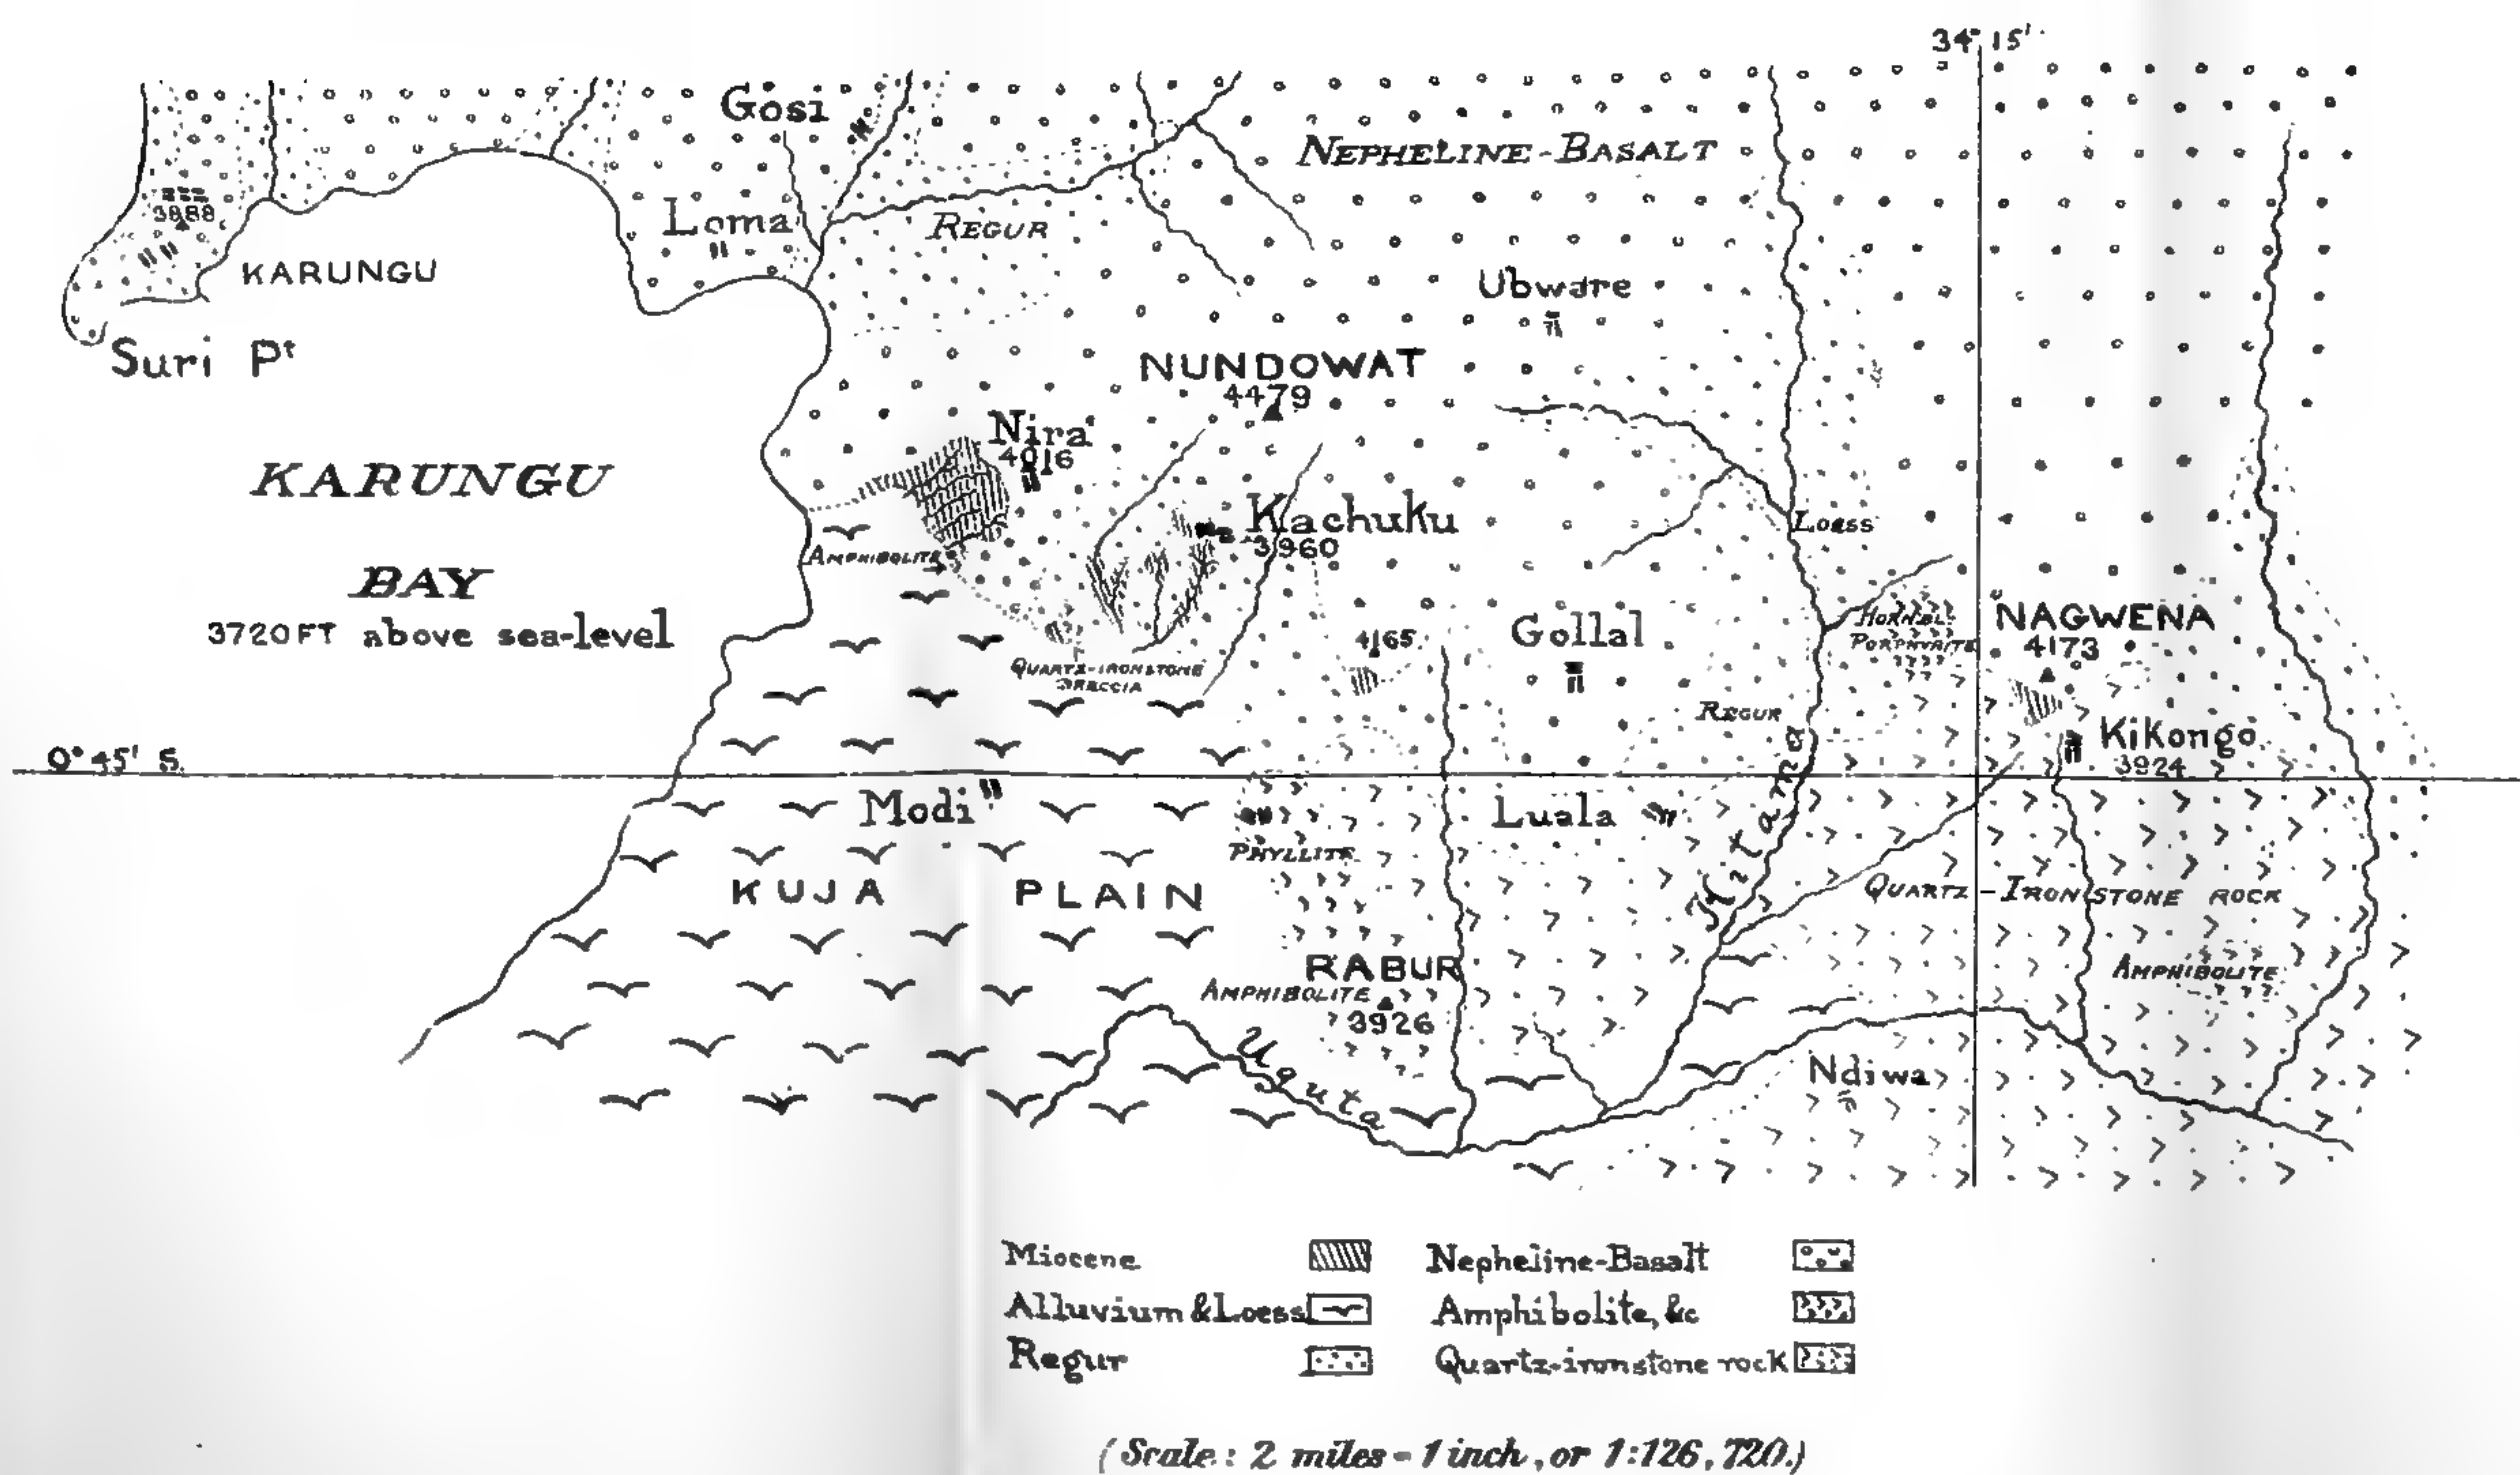 34° 15'
Gosi
NEPHELINE-BASALT
3888
Loma
REGUR
KARUNGU
Ubware
Suri Pt
NUNDOWAT
4479
Nira
4016
KARUNGU
BAY
3720FT above sea-level
Kachuku
3960
Loess
AMPHIBOLITE
HORNBL.
PORPHYRITE
NAGWENA
4173
Gollal
4165
QUARTZ-IRONSTONE
BRECCIA
REGUR
Kikongo
3924
0° 45' S.
Modi
Luala
PHYLLITE
KUJA PLAIN
QUARTZ-IRONSTONE ROCK
RABUR
AMPHIBOLITE
3926
AMPHIBOLITE
Ndiwa
Miocene
Nepheline-Basalt
Alluvium & Loess
Amphibolite, &c
Regur
Quartz-ironstone rock
(Scale: 2 miles = 1 inch, or 1:126,720.)